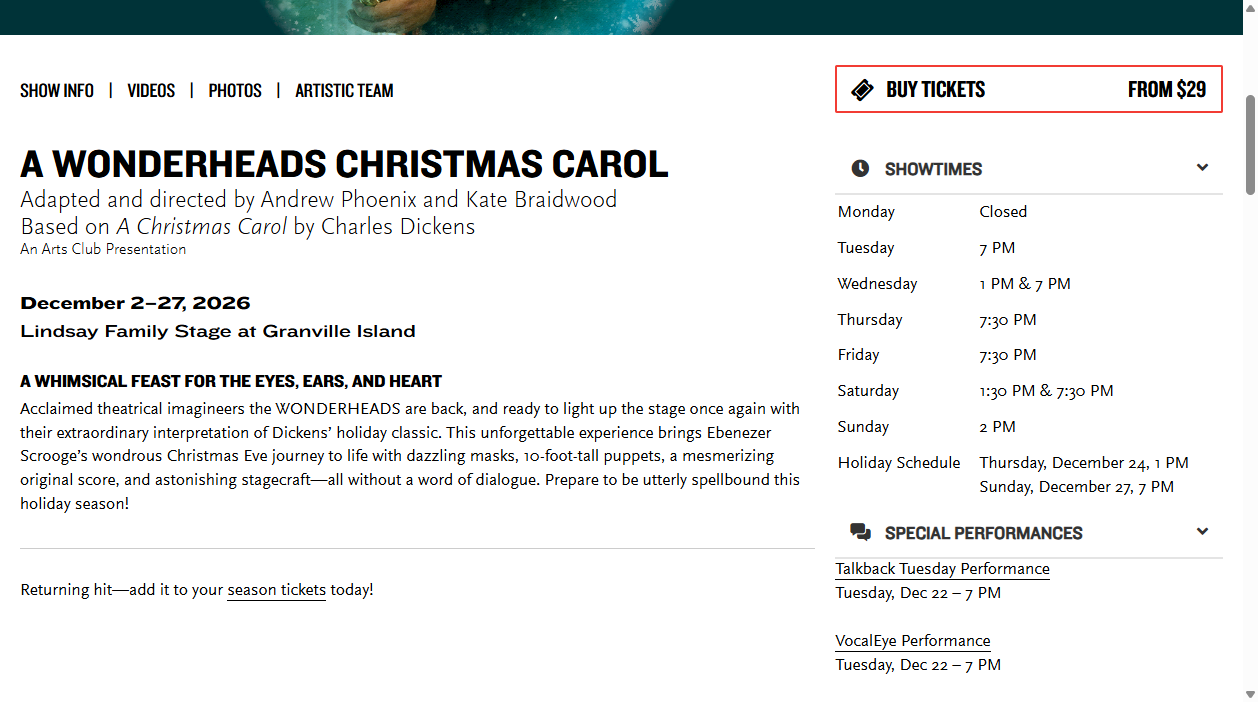 SHOW INFO | VIDEOS | PHOTOS | ARTISTIC TEAM
A WONDERHEADS CHRISTMAS CAROL
Adapted and directed by Andrew Phoenix and Kate Braidwood
Based on A Christmas Carol by Charles Dickens
An Arts Club Presentation
December 2–27, 2026
Lindsay Family Stage at Granville Island
A WHIMSICAL FEAST FOR THE EYES, EARS, AND HEART
Acclaimed theatrical imagineers the WONDERHEADS are back, and ready to light up the stage once again with
their extraordinary interpretation of Dickens’ holiday classic. This unforgettable experience brings Ebenezer
Scrooge’s wondrous Christmas Eve journey to life with dazzling masks, 10-foot-tall puppets, a mesmerizing
original score, and astonishing stagecraft—all without a word of dialogue. Prepare to be utterly spellbound this
holiday season!
Returning hit—add it to your season tickets today!
BUY TICKETS FROM $29
SHOWTIMES
Monday Closed
Tuesday 7 PM
Wednesday 1 PM & 7 PM
Thursday 7:30 PM
Friday 7:30 PM
Saturday 1:30 PM & 7:30 PM
Sunday 2 PM
Holiday Schedule Thursday, December 24, 1 PM
Sunday, December 27, 7 PM
SPECIAL PERFORMANCES
Talkback Tuesday Performance
Tuesday, Dec 22 – 7 PM
VocalEye Performance
Tuesday, Dec 22 – 7 PM